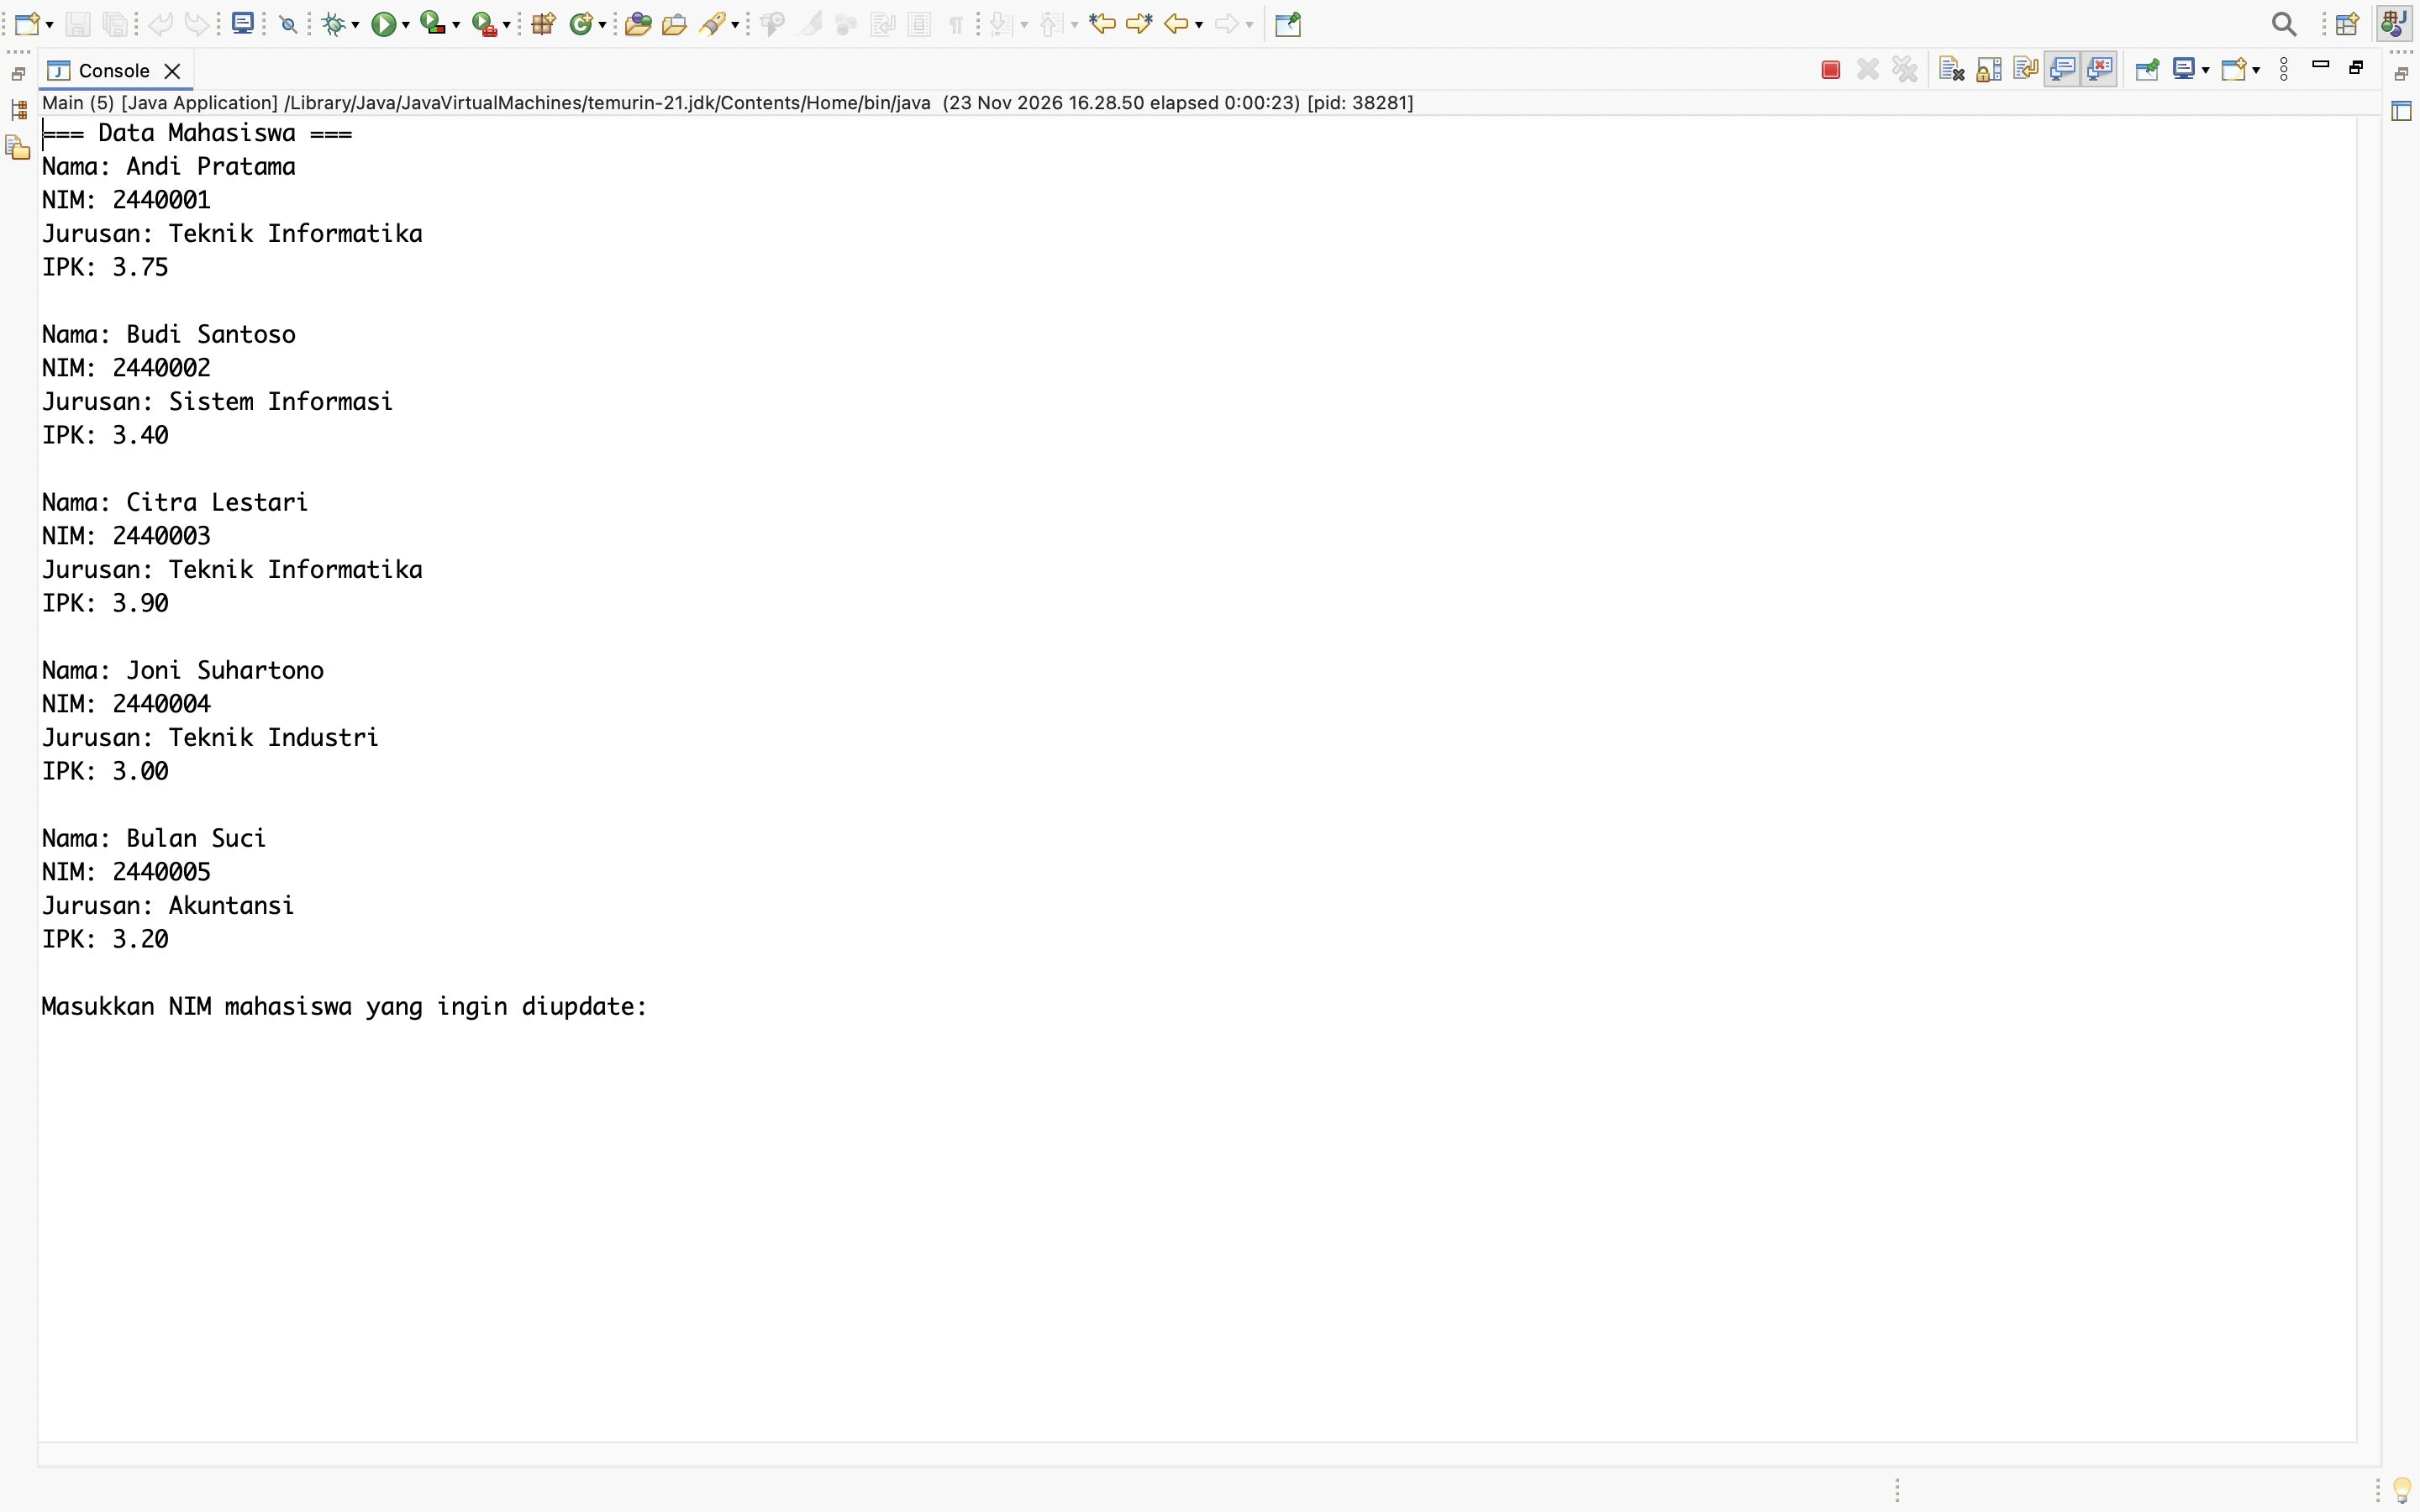 Console
Main (5) [Java Application] /Library/Java/JavaVirtualMachines/temurin-21.jdk/Contents/Home/bin/java (23 Nov 2026 16.28.50 elapsed 0:00:23) [pid: 38281]
=== Data Mahasiswa ===
Nama: Andi Pratama
NIM: 2440001
Jurusan: Teknik Informatika
IPK: 3.75
Nama: Budi Santoso
NIM: 2440002
Jurusan: Sistem Informasi
IPK: 3.40
Nama: Citra Lestari
NIM: 2440003
Jurusan: Teknik Informatika
IPK: 3.90
Nama: Joni Suhartono
NIM: 2440004
Jurusan: Teknik Industri
IPK: 3.00
Nama: Bulan Suci
NIM: 2440005
Jurusan: Akuntansi
IPK: 3.20
Masukkan NIM mahasiswa yang ingin diupdate: